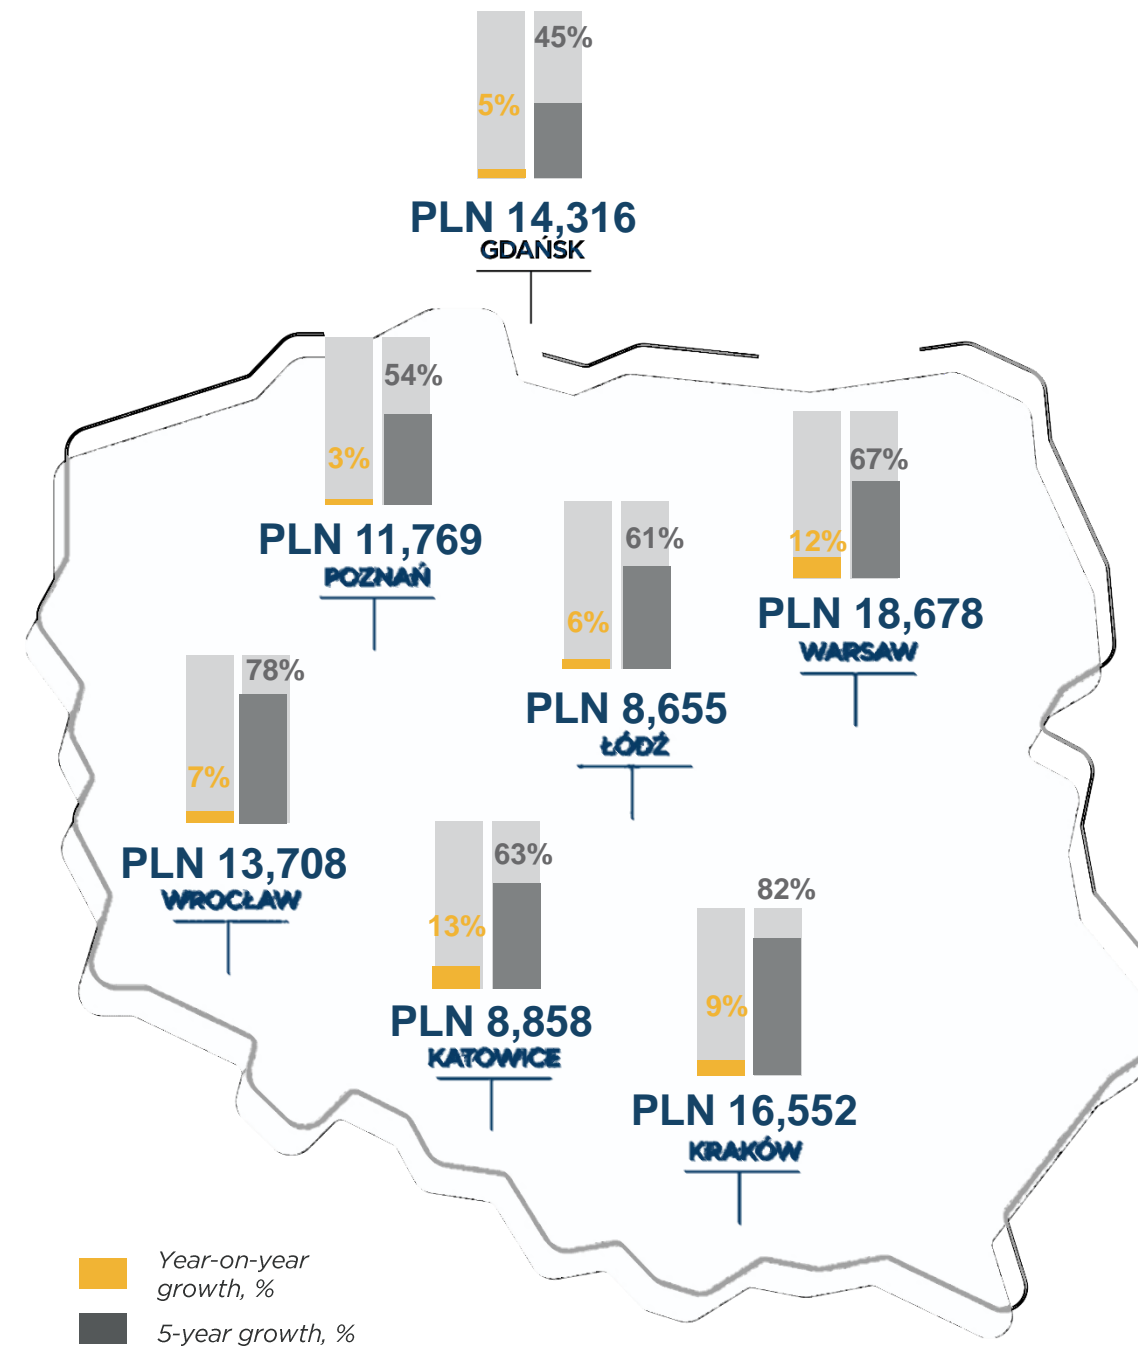 45%
5%
PLN 14,316
GDAŃSK
54%
3%
PLN 11,769
POZNAŃ
67%
12%
PLN 18,678
WARSAW
61%
6%
PLN 8,655
ŁÓDŹ
78%
7%
PLN 13,708
WROCŁAW
63%
13%
PLN 8,858
KATOWICE
82%
9%
PLN 16,552
KRAKÓW
Year-on-year
growth, %
5-year growth, %